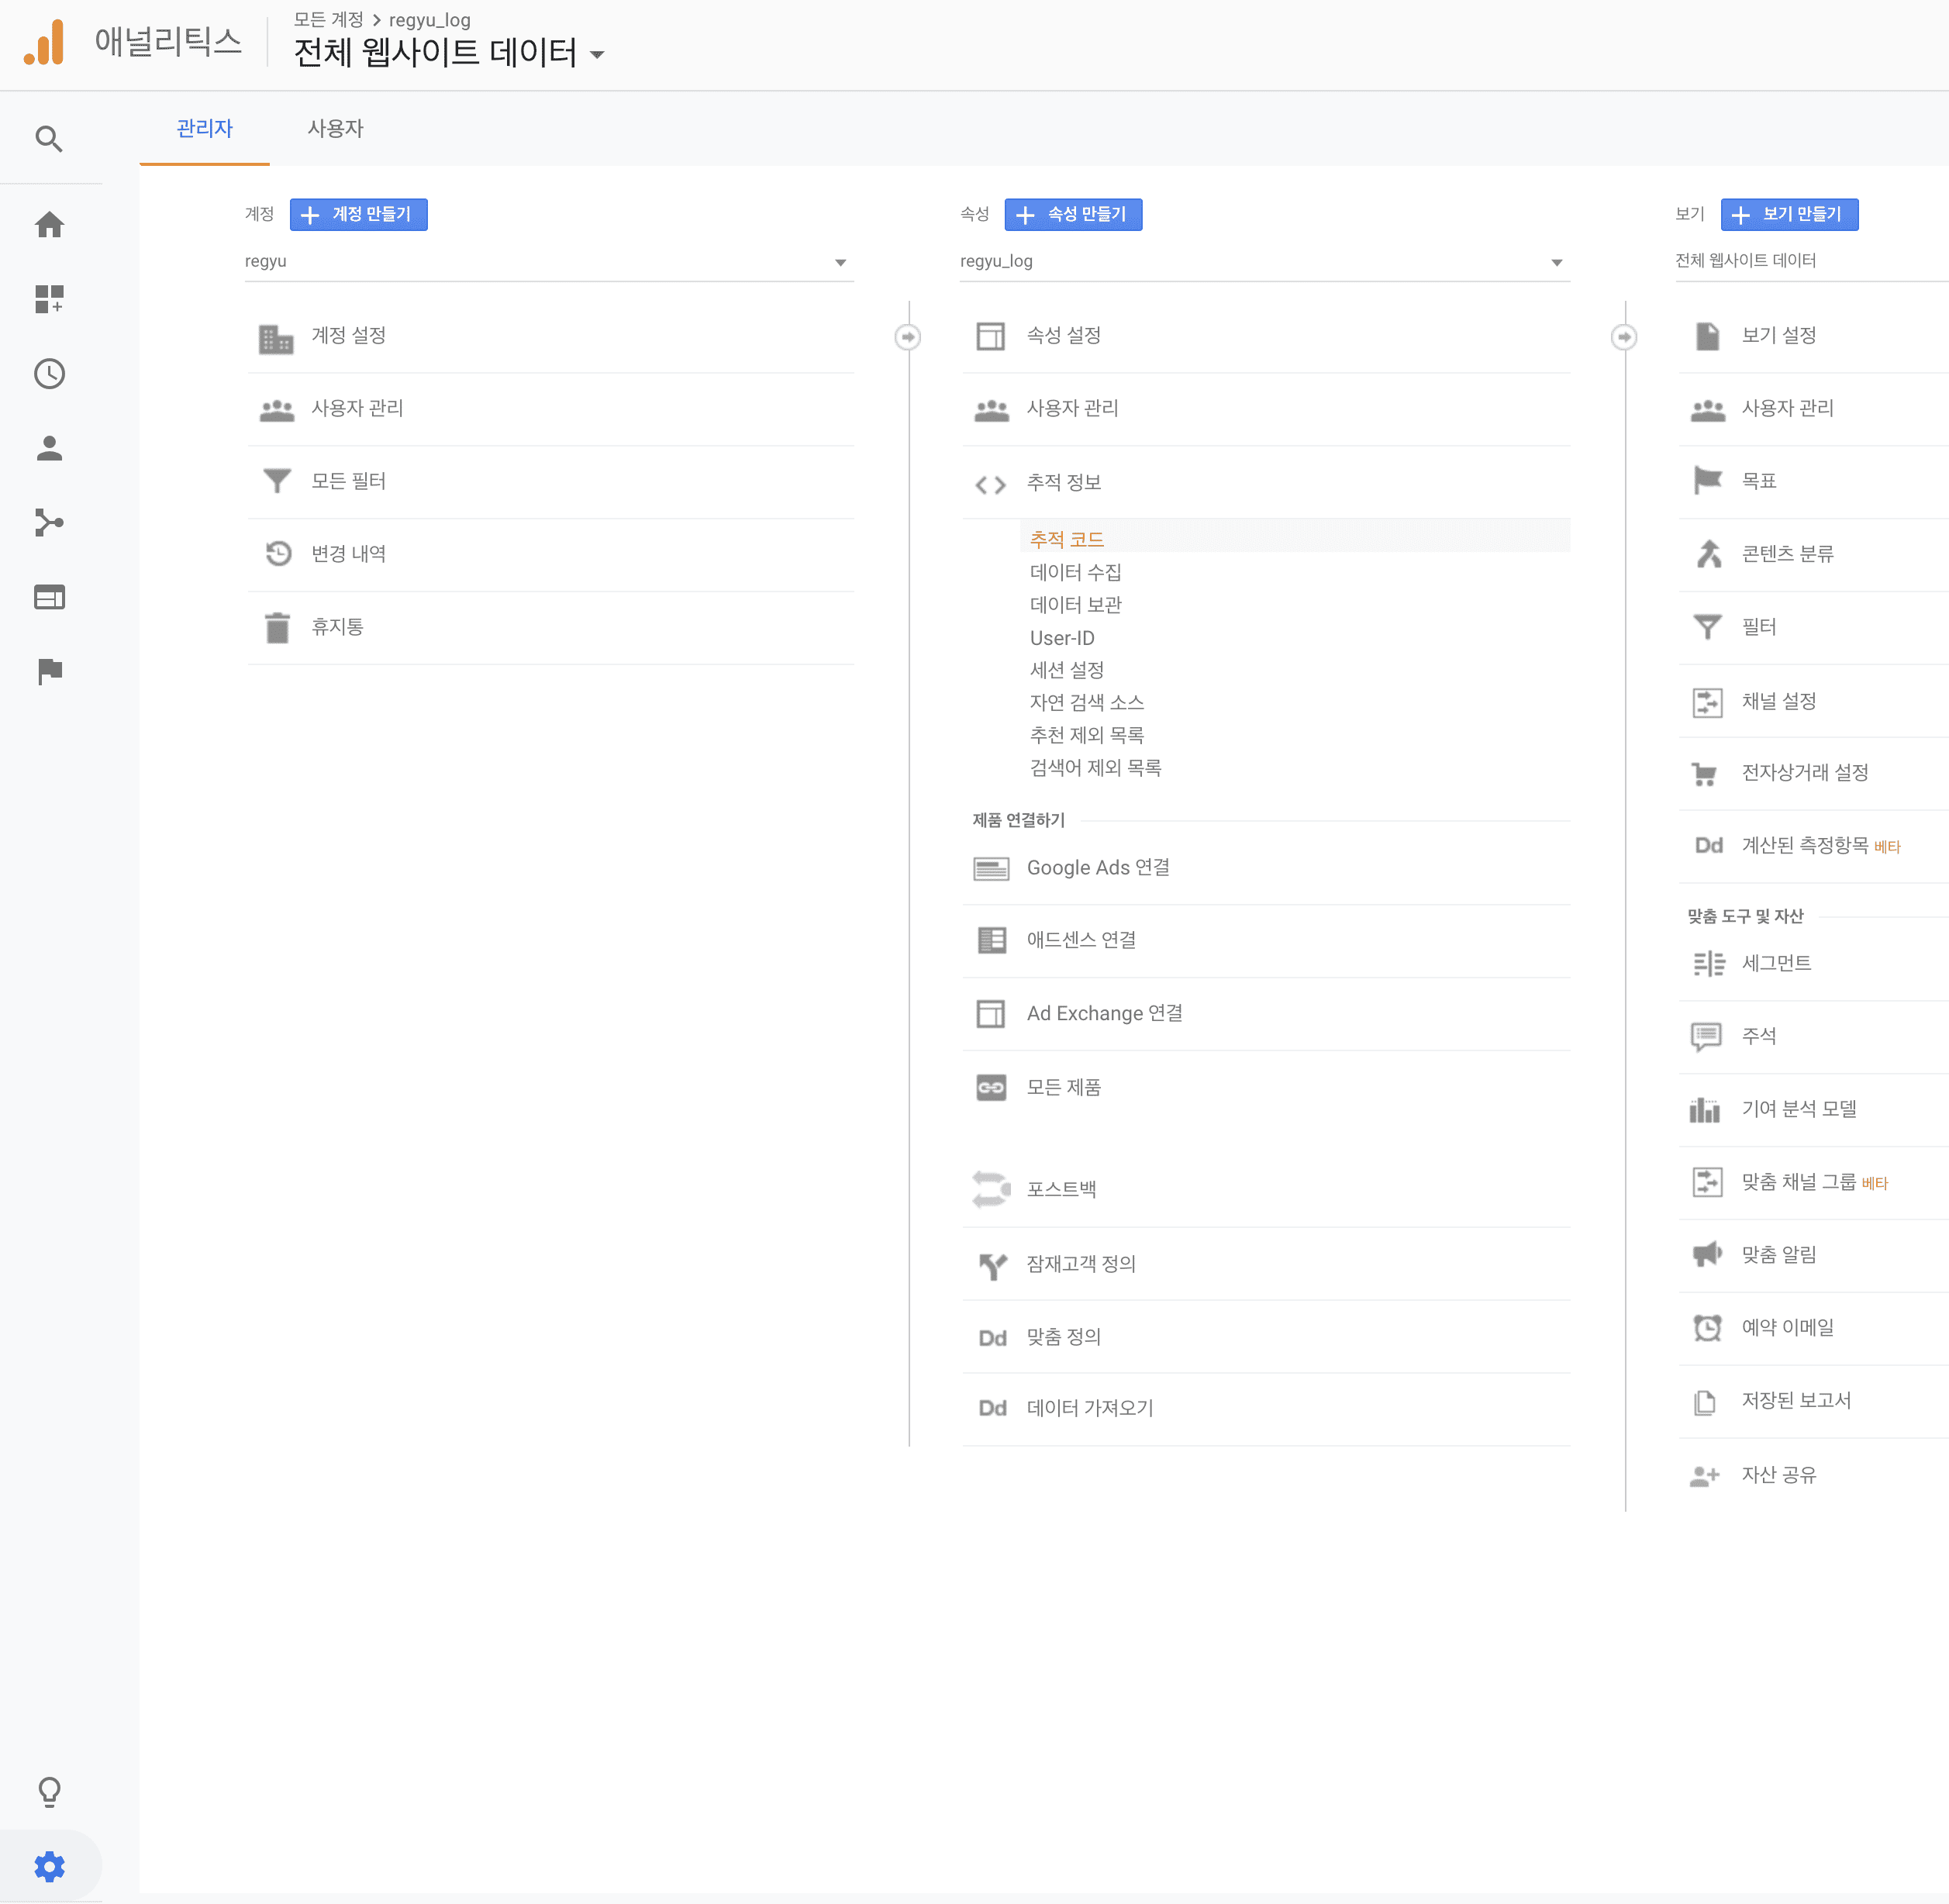 애널리틱스
모든 계정 > regyu_log
전체 웹사이트 데이터
관리자
사용자
계정
+ 계정 만들기
regyu
계정 설정
사용자 관리
모든 필터
변경 내역
휴지통
속성
+ 속성 만들기
regyu_log
속성 설정
사용자 관리
추적 정보
추적 코드
데이터 수집
데이터 보관
User-ID
세션 설정
자연 검색 소스
추천 제외 목록
검색어 제외 목록
제품 연결하기
Google Ads 연결
애드센스 연결
Ad Exchange 연결
모든 제품
포스트백
잠재고객 정의
Dd 맞춤 정의
Dd 데이터 가져오기
보기
+ 보기 만들기
전체 웹사이트 데이터
보기 설정
사용자 관리
목표
콘텐츠 분류
필터
채널 설정
전자상거래 설정
Dd 계산된 측정항목 베타
맞춤 도구 및 자산
세그먼트
주석
기여 분석 모델
맞춤 채널 그룹 베타
맞춤 알림
예약 이메일
저장된 보고서
자산 공유